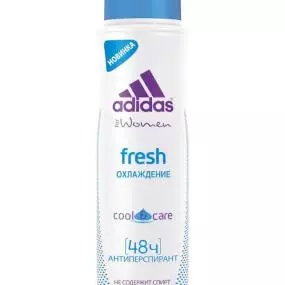 НОВИНКА
adidas
for Women
fresh
ОХЛАЖДЕНИЕ
cool & care
[48ч]
АНТИПЕРСПИРАНТ
НЕ СОДЕРЖИТ СПИРТ